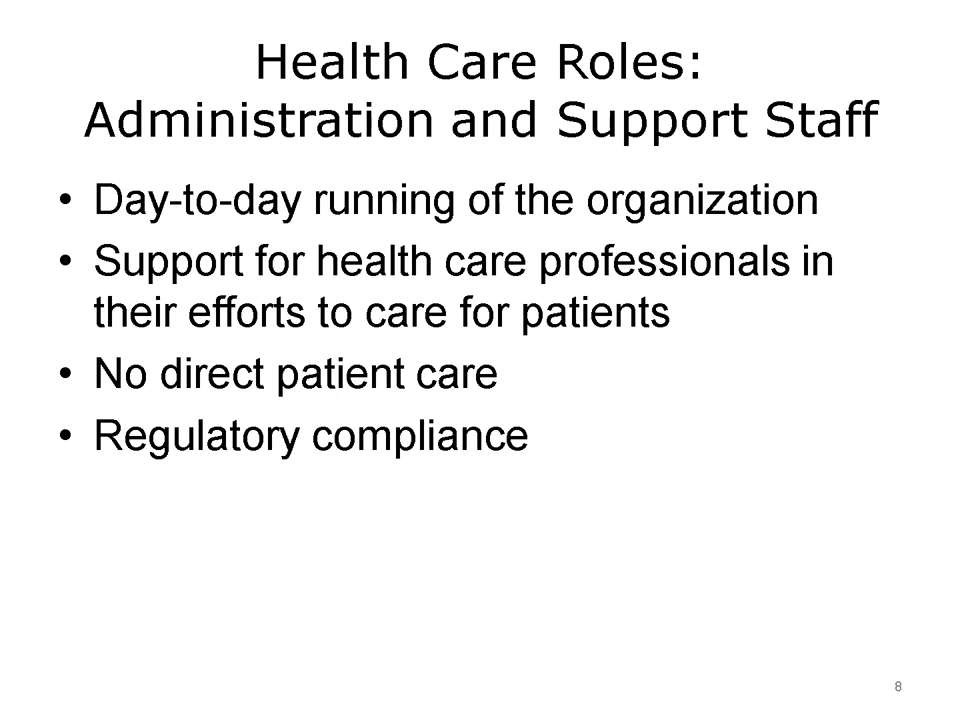 Health Care Roles:
Administration and Support Staff
• Day-to-day running of the organization
• Support for health care professionals in
their efforts to care for patients
• No direct patient care
• Regulatory compliance
8